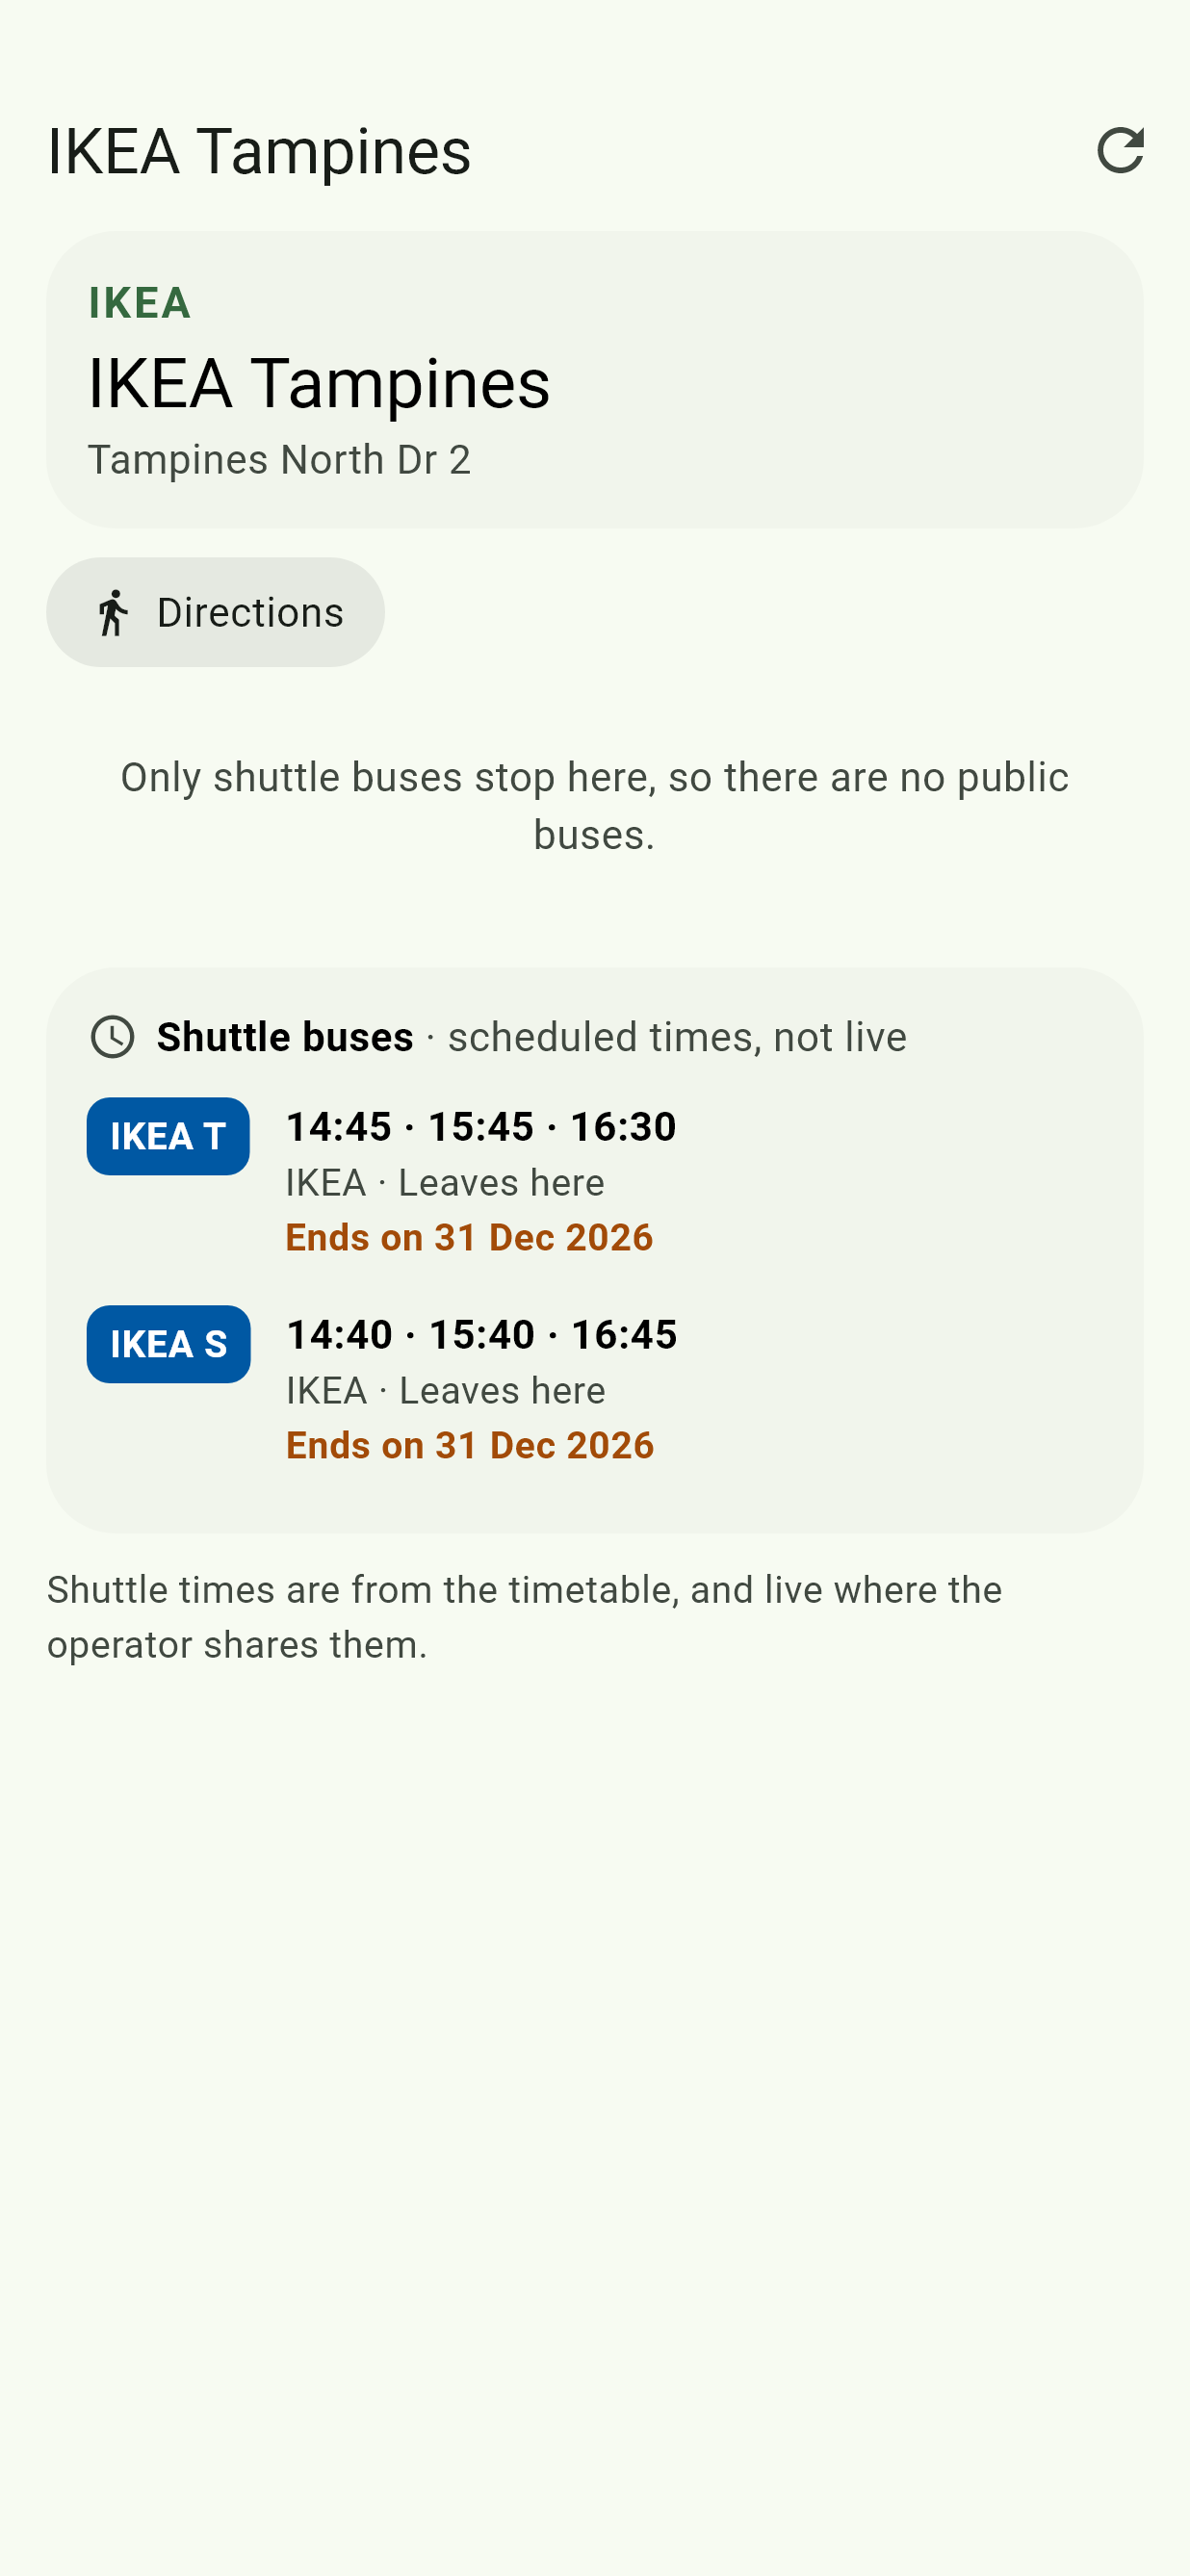 IKEA Tampines
IKEA
IKEA Tampines
Tampines North Dr 2
Directions
Only shuttle buses stop here, so there are no public
buses.
Shuttle buses · scheduled times, not live
IKEA T
14:45 · 15:45 · 16:30
IKEA · Leaves here
Ends on 31 Dec 2026
IKEA S
14:40 · 15:40 · 16:45
IKEA · Leaves here
Ends on 31 Dec 2026
Shuttle times are from the timetable, and live where the
operator shares them.